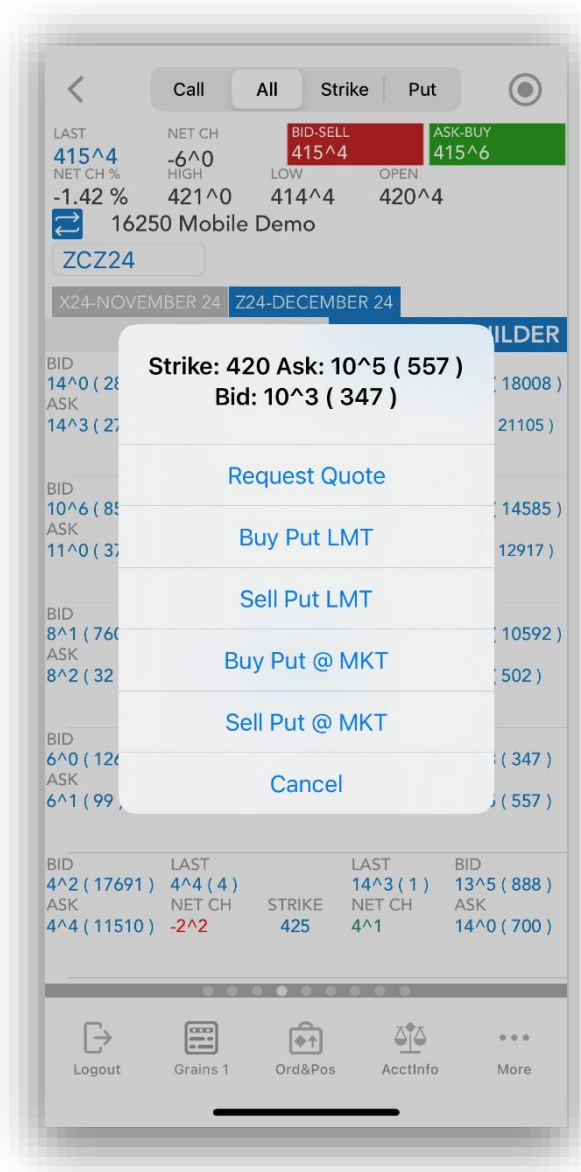 Call All Strike Put
LAST NET CH BID-SELL ASK-BUY
415^4 -6^0 415^4 415^6
NET CH % HIGH LOW OPEN
-1.42 % 421^0 414^4 420^4
16250 Mobile Demo
ZCZ24
X24-NOVEMBER 24 Z24-DECEMBER 24
Strike: 420 Ask: 10^5 ( 557 )
Bid: 10^3 ( 347 )
Request Quote
Buy Put LMT
Sell Put LMT
Buy Put @ MKT
Sell Put @ MKT
Cancel
BID
14^0 18008 )
ASK
14^3 21105 )
BID
10^6 14585 )
ASK
11^0 12917 )
BID
8^1 ( 760 10592 )
ASK
8^2 ( 32 502 )
BID
6^0 ( 347 )
ASK
6^1 ( 99 ( 557 )
BID LAST LAST BID
4^2 ( 17691 ) 4^4 ( 4 ) 14^3 ( 1 ) 13^5 ( 888 )
ASK NET CH STRIKE NET CH ASK
4^4 ( 11510 ) -2^2 425 4^1 14^0 ( 700 )
Logout Grains 1 Ord&Pos AcctInfo More